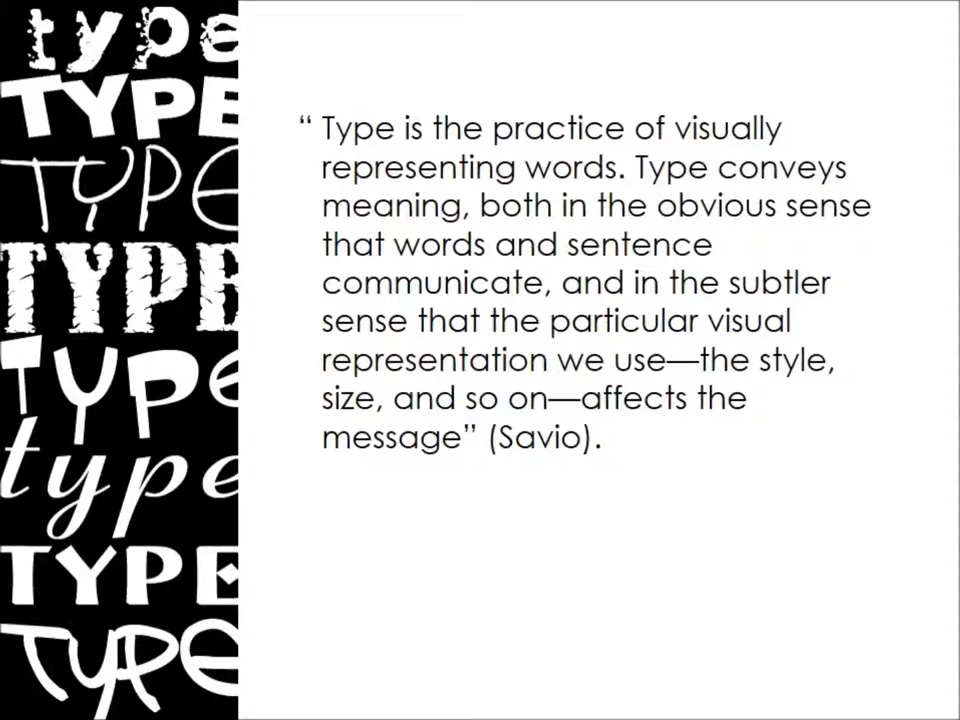 type
TYPE
TYPE
TYPE
TYPE
type
TYPE
TYPE
“ Type is the practice of visually
representing words. Type conveys
meaning, both in the obvious sense
that words and sentence
communicate, and in the subtler
sense that the particular visual
representation we use—the style,
size, and so on—affects the
message” (Savio).